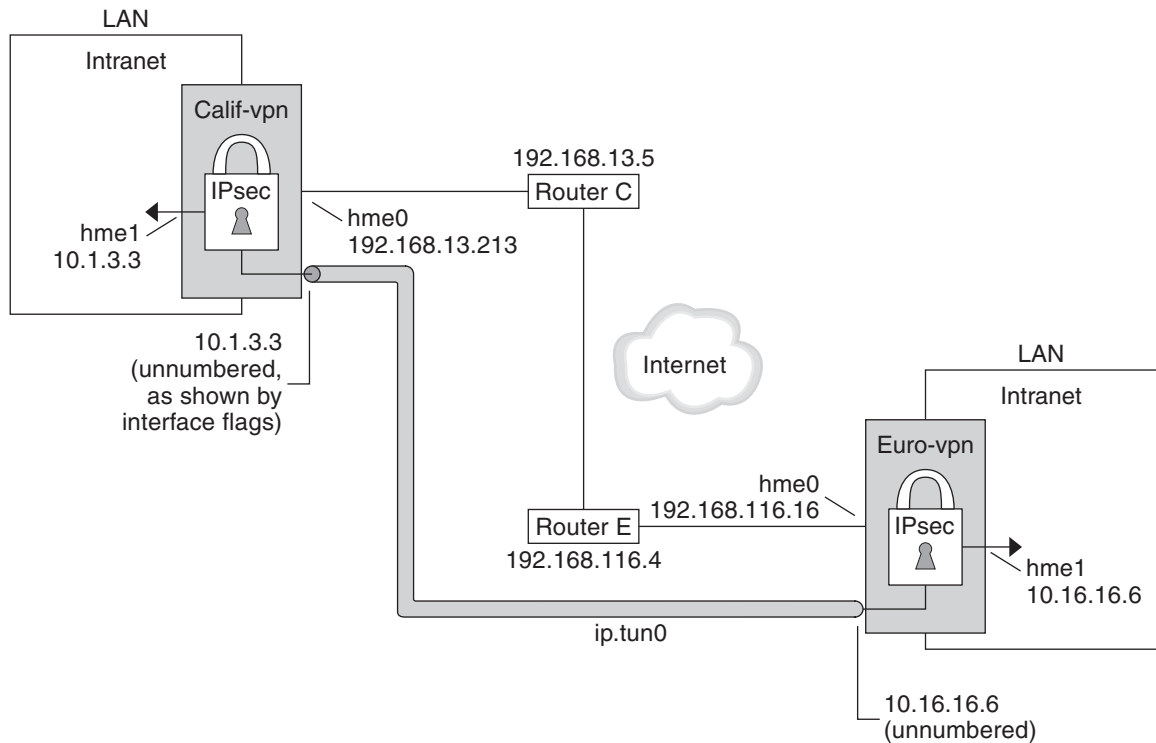 LAN
Intranet
Calif-vpn
IPsec
hme1
10.1.3.3
hme0
192.168.13.213
192.168.13.5
Router C
10.1.3.3
(unnumbered,
as shown by
interface flags)
Internet
LAN
Intranet
Euro-vpn
IPsec
hme0
192.168.116.16
Router E
192.168.116.4
hme1
10.16.16.6
ip.tun0
10.16.16.6
(unnumbered)